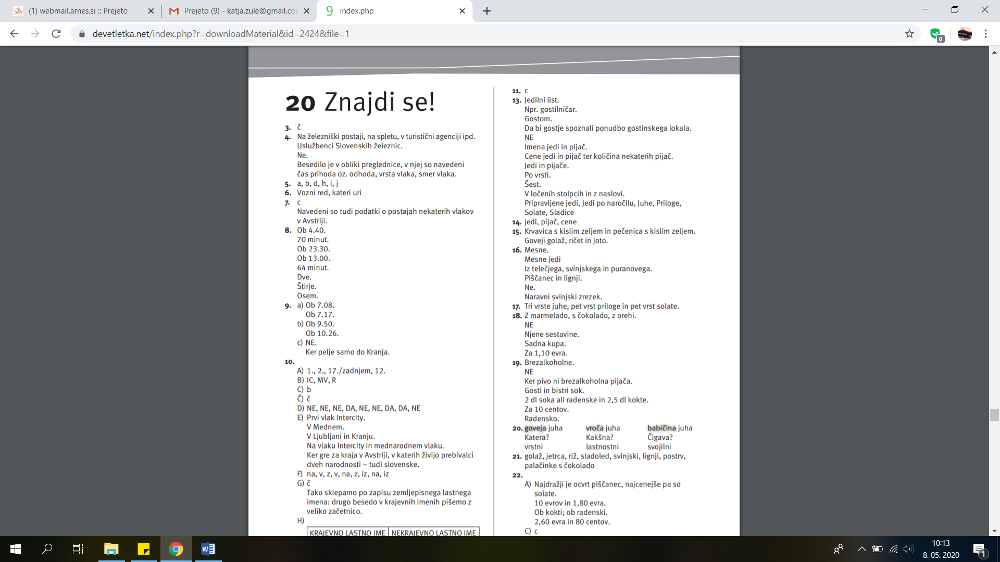 (1) webmail.arnes.si :: Prejeto
Prejeto (9) - katja.zule@gmail.co
index.php
devetletka.net/index.php?r=downloadMaterial&id=2424&file=1
0
20 Znajdi se!
3. č
4. Na železniški postaji, na spletu, v turistični agenciji ipd.
Uslužbenci Slovenskih železnic.
Ne.
Besedilo je v obliki preglednice, v njej so navedeni
čas prihoda oz. odhoda, vrsta vlaka, smer vlaka.
5. a, b, d, h, i, j
6. Vozni red, kateri uri
7. c
Navedeni so tudi podatki o postajah nekaterih vlakov
v Avstriji.
8. Ob 4.40.
70 minut.
Ob 23.30.
Ob 13.00.
64 minut.
Dve.
Štirje.
Osem.
9. a) Ob 7.08.
Ob 7.17.
b) Ob 9.50.
Ob 10.26.
c) NE.
Ker pelje samo do Kranja.
10.
A) 1., 2., 17./zadnjem, 12.
B) IC, MV, R
C) b
Č) č
D) NE, NE, NE, DA, NE, NE, DA, DA, NE
E) Prvi vlak Intercity.
V Mednem.
V Ljubljani in Kranju.
Na vlaku Intercity in mednarodnem vlaku.
Ker gre za kraja v Avstriji, v katerih živijo prebivalci
dveh narodnosti – tudi slovenske.
F) na, v, z, v, na, z, iz, na, iz
G) č
Tako sklepamo po zapisu zemljepisnega lastnega
imena: drugo besedo v krajevnih imenih pišemo z
veliko začetnico.
H)
KRAJEVNO LASTNO IME NEKRAJEVNO LASTNO IME
11. c
13. Jedilni list.
Npr. gostilničar.
Gostom.
Da bi gostje spoznali ponudbo gostinskega lokala.
NE
Imena jedi in pijač.
Cene jedi in pijač ter količina nekaterih pijač.
Jedi in pijače.
Po vrsti.
Šest.
V ločenih stolpcih in z naslovi.
Pripravljene jedi, Jedi po naročilu, Juhe, Priloge,
Solate, Sladice
14. jedi, pijač, cene
15. Krvavica s kislim zeljem in pečenica s kislim zeljem.
Goveji golaž, ričet in joto.
16. Mesne.
Mesne jedi
Iz telečjega, svinjskega in puranovega.
Piščanec in lignji.
Ne.
Naravni svinjski zrezek.
17. Tri vrste juhe, pet vrst priloge in pet vrst solate.
18. Z marmelado, s čokolado, z orehi.
NE
Njene sestavine.
Sadna kupa.
Za 1,10 evra.
19. Brezalkoholne.
NE
Ker pivo ni brezalkoholna pijača.
Gosti in bistri sok.
2 dl soka ali radenske in 2,5 dl kokte.
Za 10 centov.
Radensko.
20. goveja juha vroča juha babičina juha
Katera? Kakšna? Čigava?
vrstni lastnostni svojilni
21. golaž, jetrca, riž, sladoled, svinjski, lignji, postrv,
palačinke s čokolado
22.
A) Najdražji je ocvrt piščanec, najcenejše pa so
solate.
10 evrov in 1,80 evra.
Ob kokti; ob radenski.
2,60 evra in 80 centov.
C) c
10:13
8. 05. 2020
1